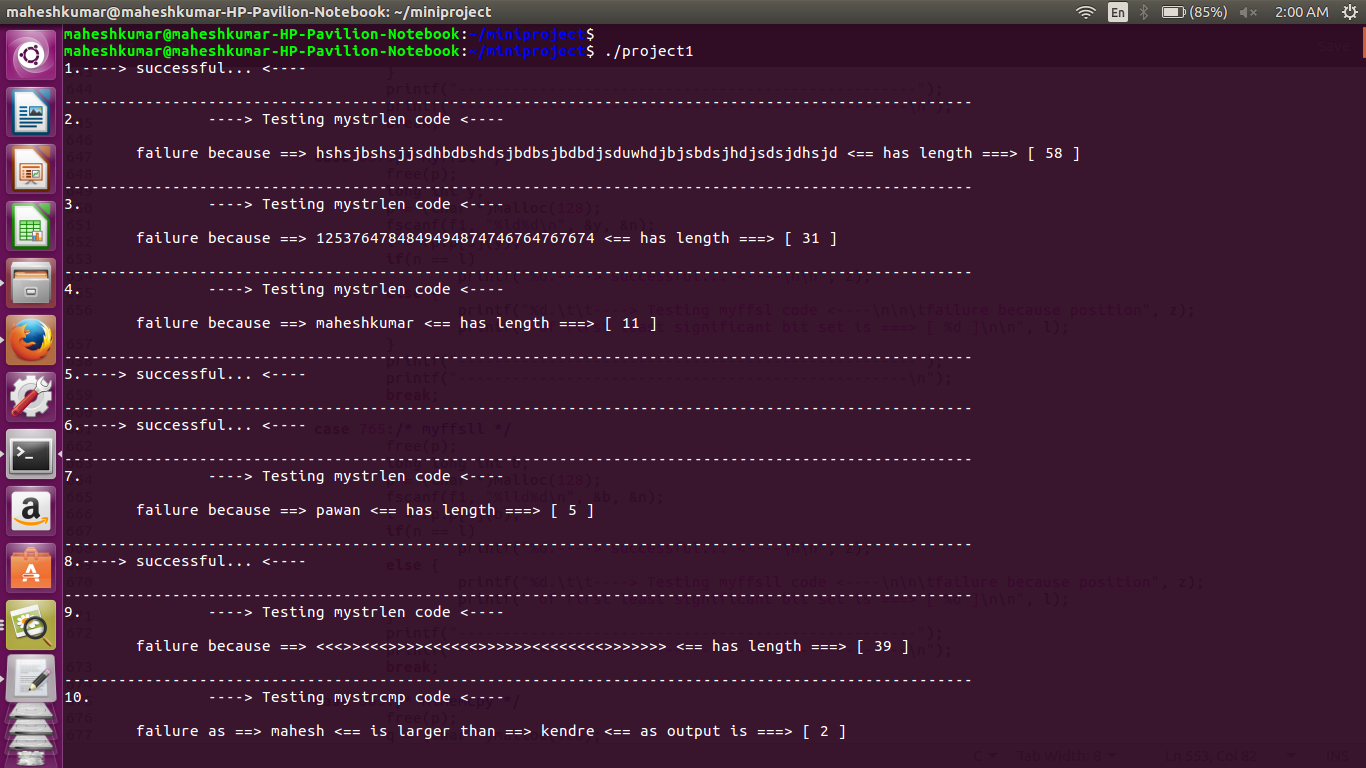 maheshkumar@maheshkumar-HP-Pavilion-Notebook: ~/miniproject
En
(85%)
2:00 AM
maheshkumar@maheshkumar-HP-Pavilion-Notebook:~/miniproject$
maheshkumar@maheshkumar-HP-Pavilion-Notebook:~/miniproject$ ./project1
1.----> successful... <----
-----------------------------------------------------------------------------------------------------
2. ----> Testing mystrlen code <----
failure because ==> hshsjbshsjjsdhbdbshdsjbdbsjbdbdjsduwhdjbjsbdsjhdjsdsjdhsjd <== has length ===> [ 58 ]
-----------------------------------------------------------------------------------------------------
3. ----> Testing mystrlen code <----
failure because ==> 1253764784849494874746764767674 <== has length ===> [ 31 ]
-----------------------------------------------------------------------------------------------------
4. ----> Testing mystrlen code <----
failure because ==> maheshkumar <== has length ===> [ 11 ]
-----------------------------------------------------------------------------------------------------
5.----> successful... <----
-----------------------------------------------------------------------------------------------------
6.----> successful... <----
-----------------------------------------------------------------------------------------------------
7. ----> Testing mystrlen code <----
failure because ==> pawan <== has length ===> [ 5 ]
-----------------------------------------------------------------------------------------------------
8.----> successful... <----
-----------------------------------------------------------------------------------------------------
9. ----> Testing mystrlen code <----
failure because ==> <<<>><<<>>>><<<<<<>>>>>><<<<<<<<>>>>>>> <== has length ===> [ 39 ]
-----------------------------------------------------------------------------------------------------
10. ----> Testing mystrcmp code <----
failure as ==> mahesh <== is larger than ==> kendre <== as output is ===> [ 2 ]